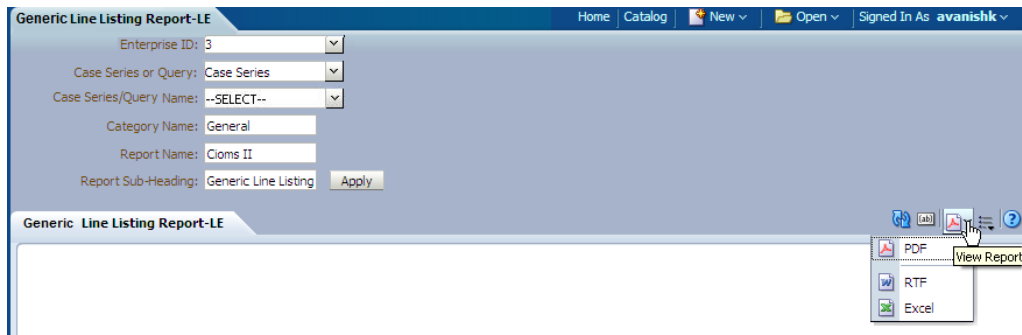 Generic Line Listing Report-LE
Home Catalog New Open Signed In As avanishk
Enterprise ID: 3
Case Series or Query: Case Series
Case Series/Query Name: --SELECT--
Category Name: General
Report Name: Cioms II
Report Sub-Heading: Generic Line Listing Apply
Generic Line Listing Report-LE
PDF
View Report
RTF
Excel